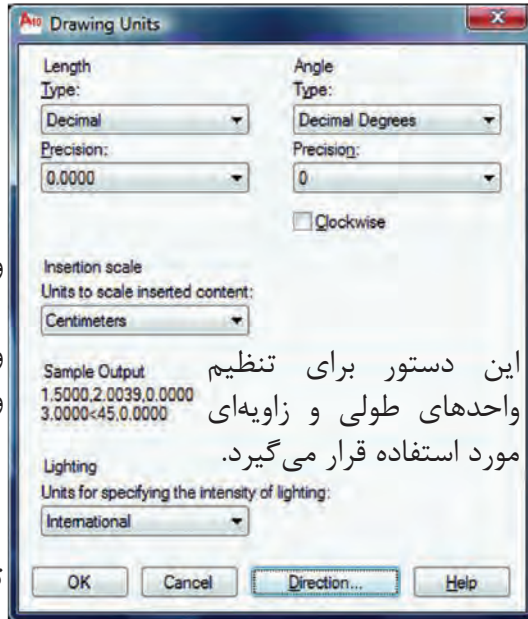 A10 Drawing Units
Length
Type:
Decimal
Precision:
0.0000
Angle
Type:
Decimal Degrees
Precision:
0
Clockwise
Insertion scale
Units to scale inserted content:
Centimeters
Sample Output
1.5000,2.0039,0.0000
3.0000<45,0.0000
این دستور برای تنظیم
واحدهای طولی و زاویه‌ای
مورد استفاده قرار می‌گیرد.
Lighting
Units for specifying the intensity of lighting:
International
OK Cancel Direction... Help